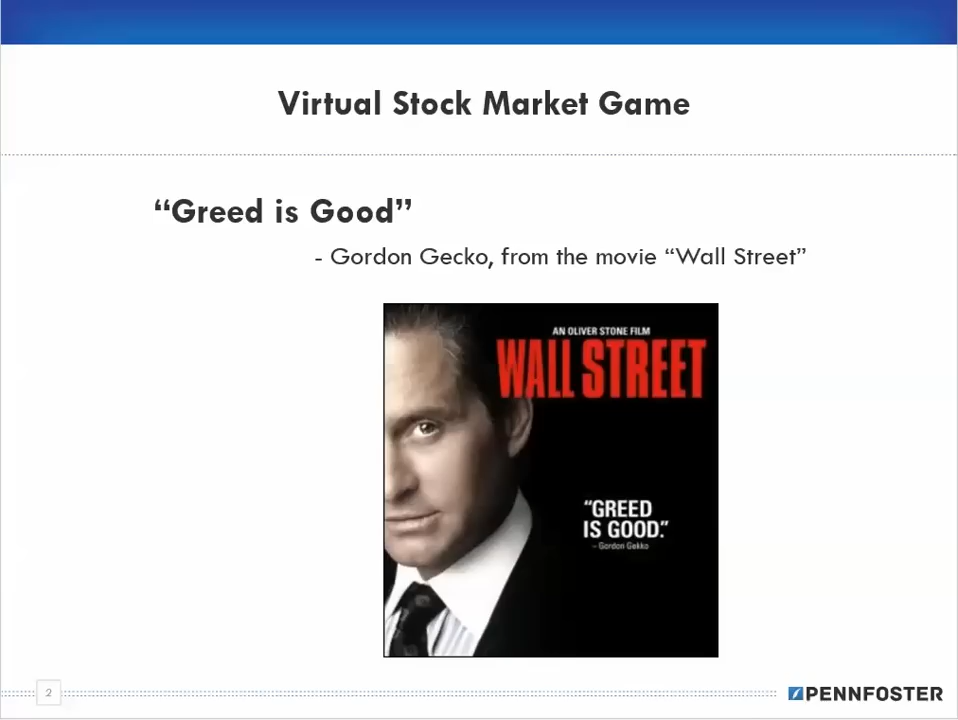 Virtual Stock Market Game
“Greed is Good”
- Gordon Gecko, from the movie “Wall Street”
AN OLIVER STONE FILM
WALL STREET
“GREED
IS GOOD.”
– Gordon Gekko
2
PENNFOSTER